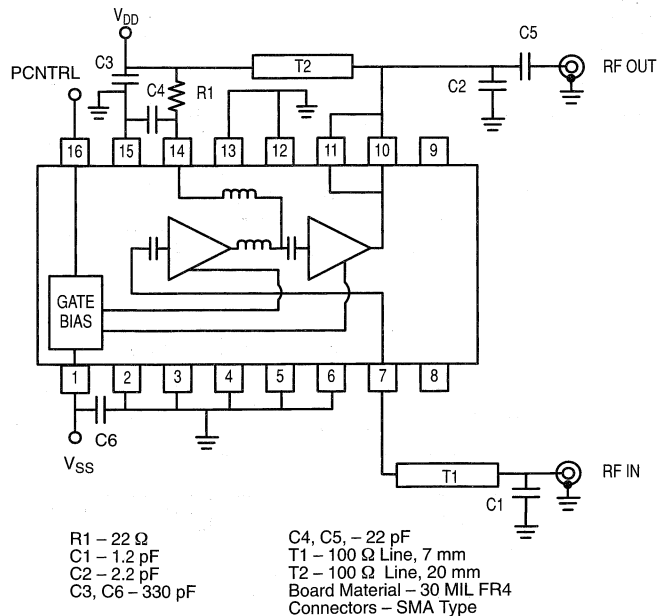 V_DD
C5
T2
RF OUT
C3
PCNTRL
C4
R1
C2
16
15
14
13
12
11
10
9
GATE
BIAS
1
2
3
4
5
6
7
8
C6
V_SS
RF IN
T1
C1
R1 – 22 Ω
C1 – 1.2 pF
C2 – 2.2 pF
C3, C6 – 330 pF
C4, C5, – 22 pF
T1 – 100 Ω Line, 7 mm
T2 – 100 Ω Line, 20 mm
Board Material – 30 MIL FR4
Connectors – SMA Type